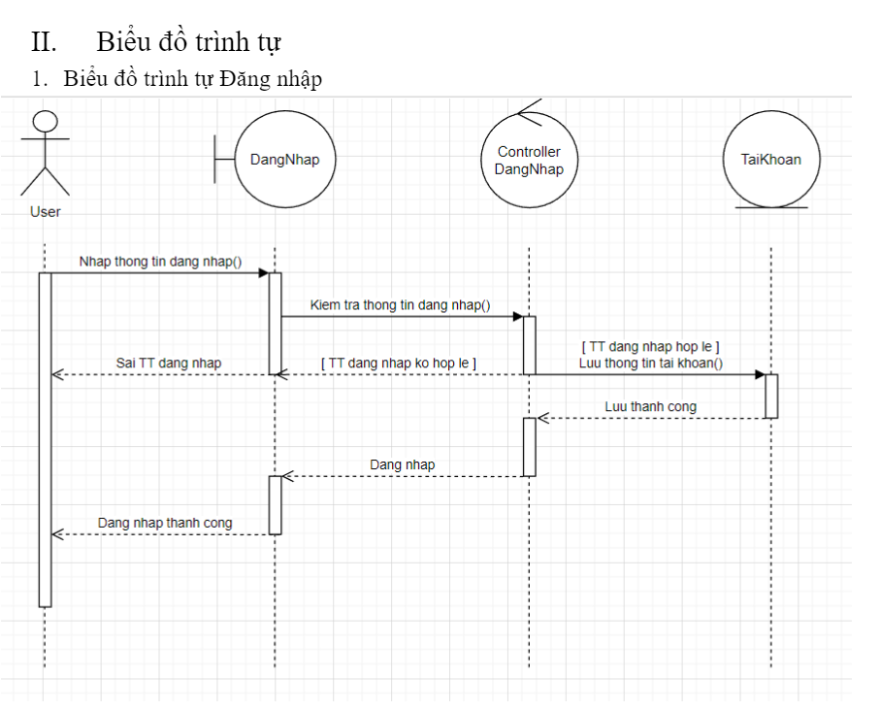 II. Biểu đồ trình tự
1. Biểu đồ trình tự Đăng nhập
DangNhap
Controller
DangNhap
TaiKhoan
User
Nhap thong tin dang nhap()
Kiem tra thong tin dang nhap()
[ TT dang nhap hop le ]
Luu thong tin tai khoan()
Sai TT dang nhap
[ TT dang nhap ko hop le ]
Luu thanh cong
Dang nhap
Dang nhap thanh cong